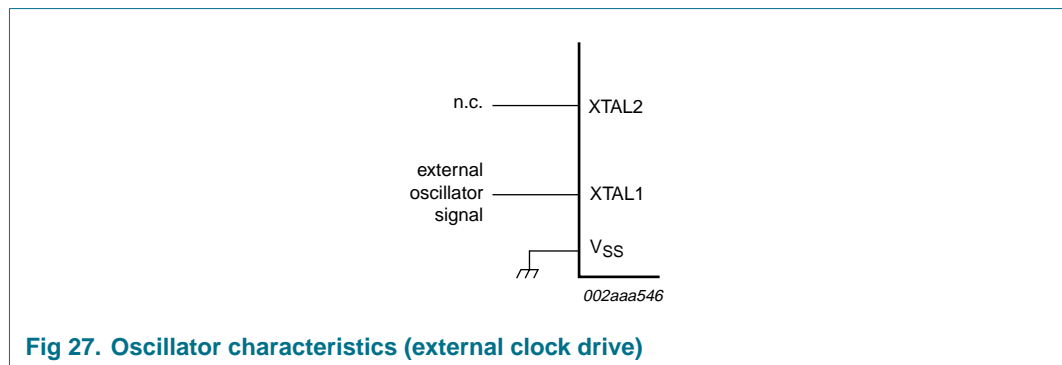 n.c.
XTAL2
external
oscillator
signal
XTAL1
VSS
002aaa546
Fig 27. Oscillator characteristics (external clock drive)